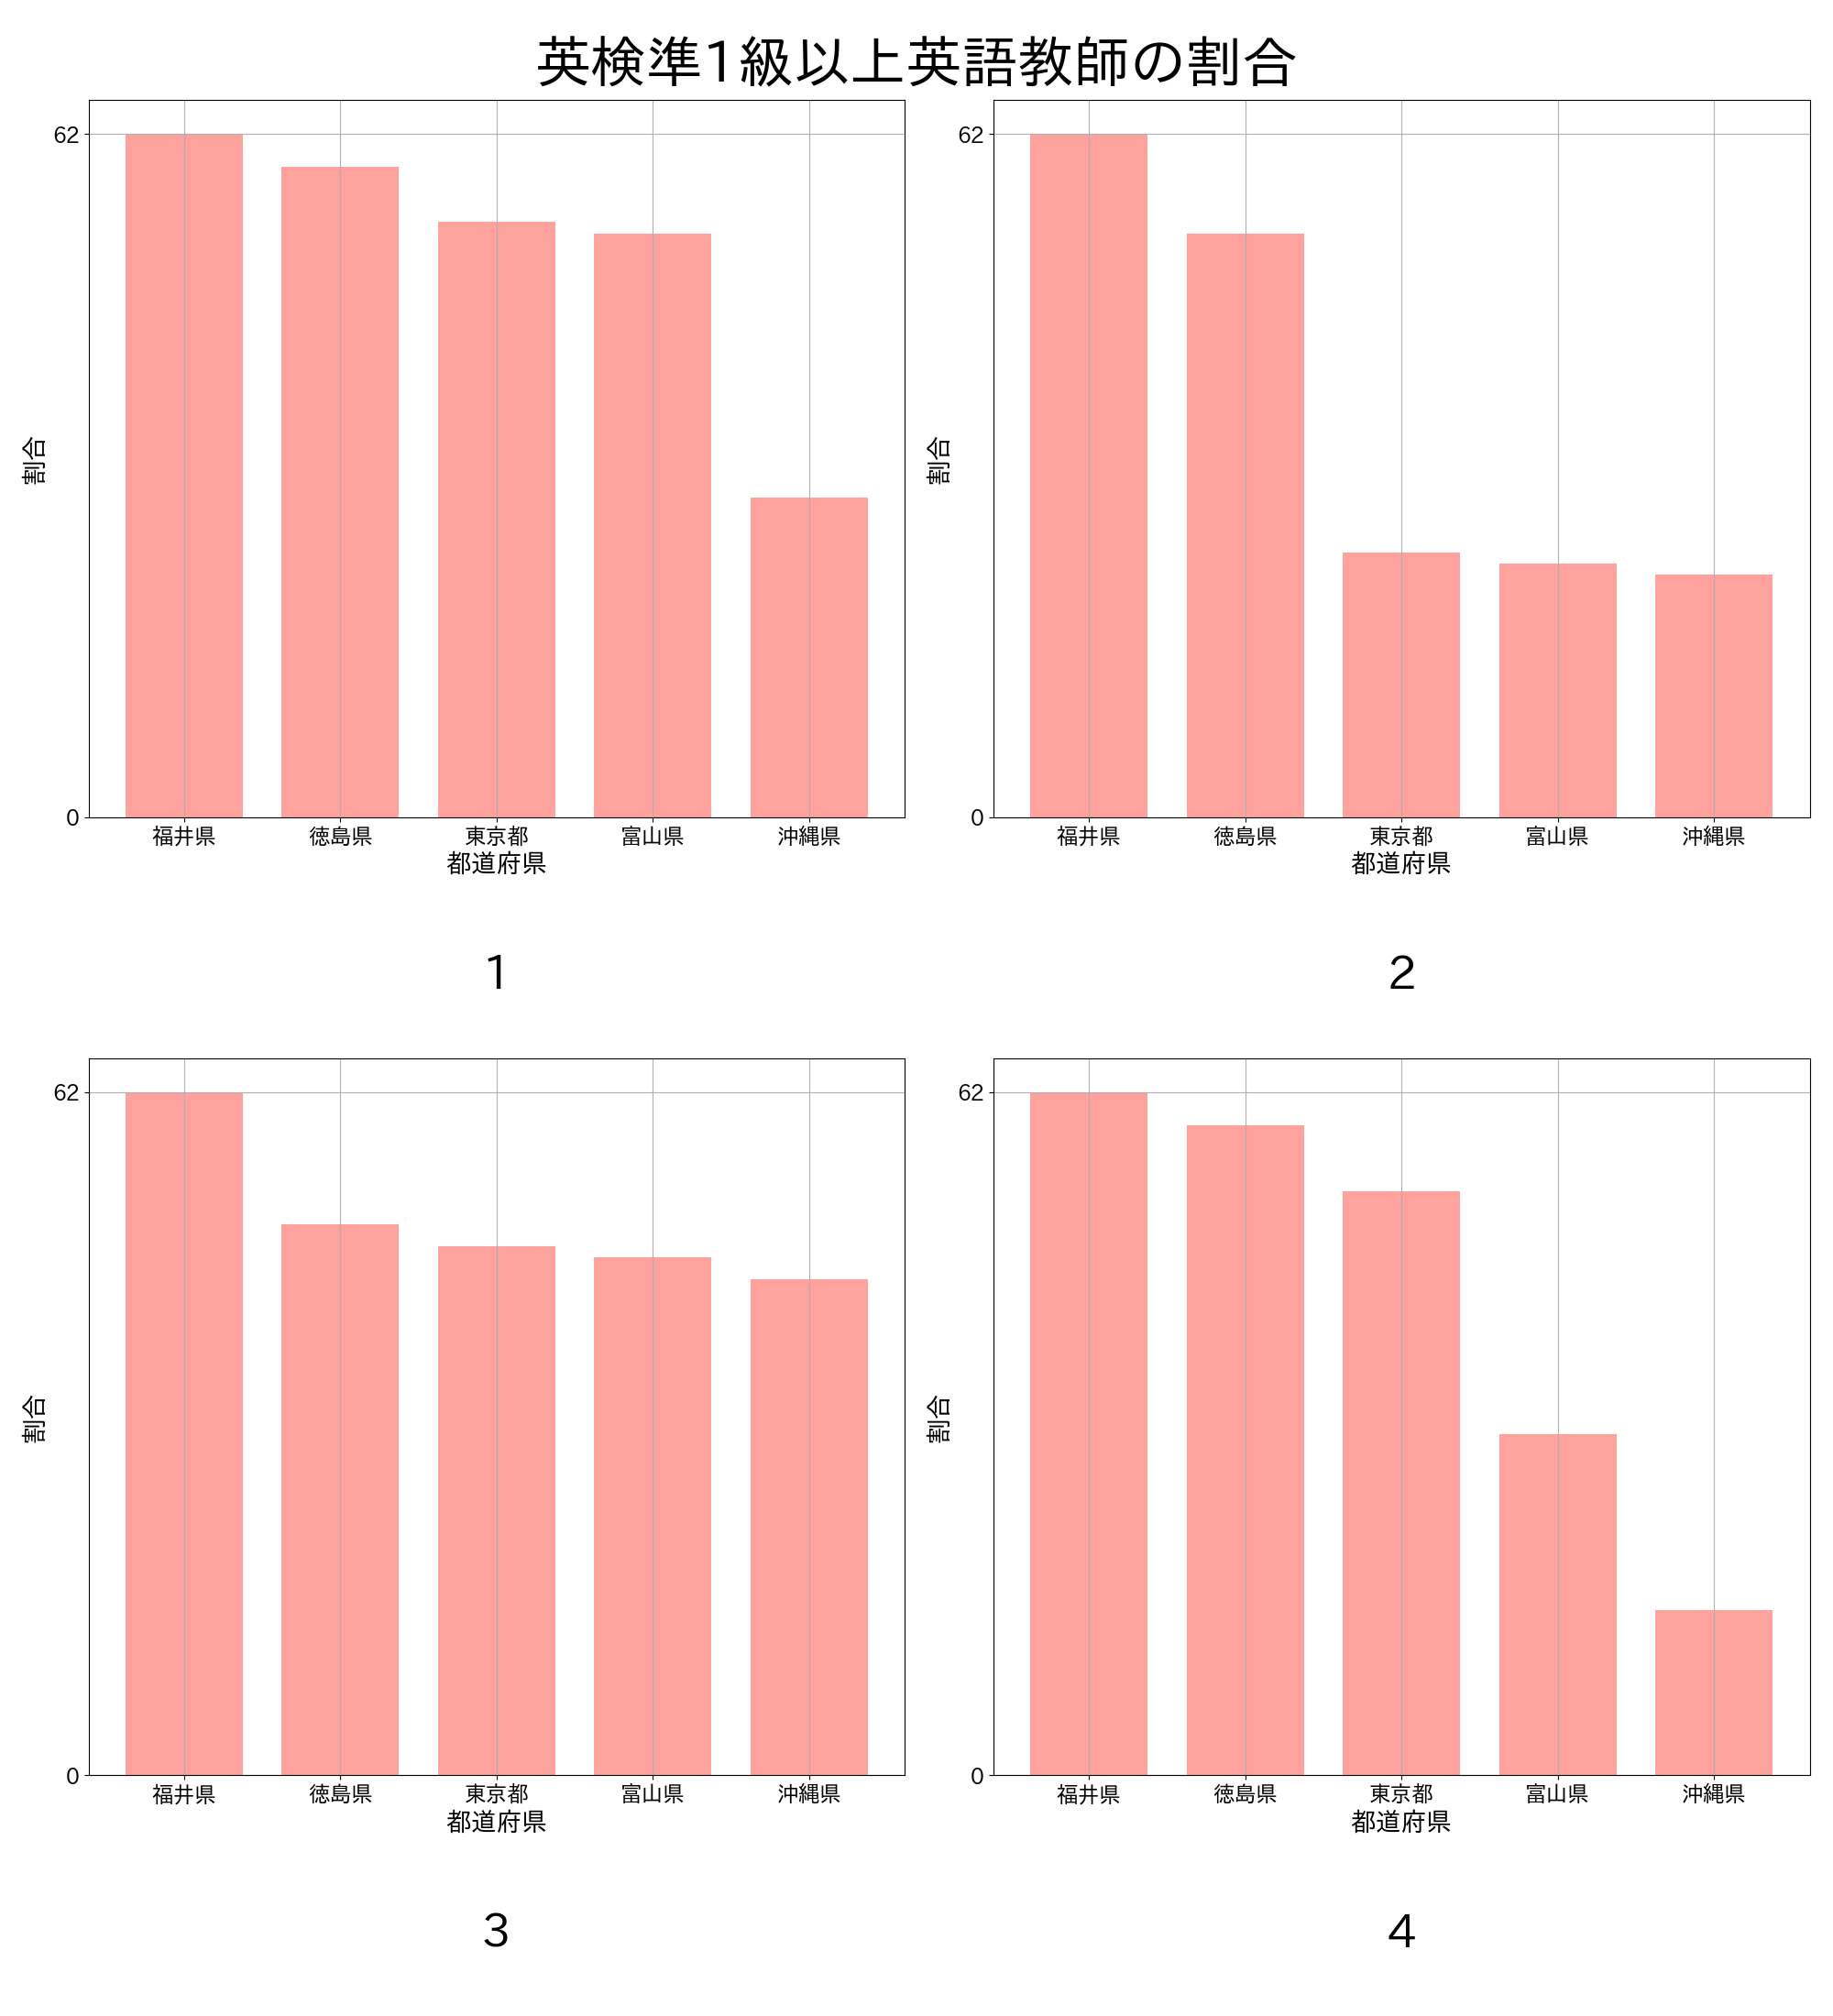 英検準1級以上英語教師の割合
62
0
割合
福井県 徳島県 東京都 富山県 沖縄県
都道府県
1
62
0
割合
福井県 徳島県 東京都 富山県 沖縄県
都道府県
2
62
0
割合
福井県 徳島県 東京都 富山県 沖縄県
都道府県
3
62
0
割合
福井県 徳島県 東京都 富山県 沖縄県
都道府県
4